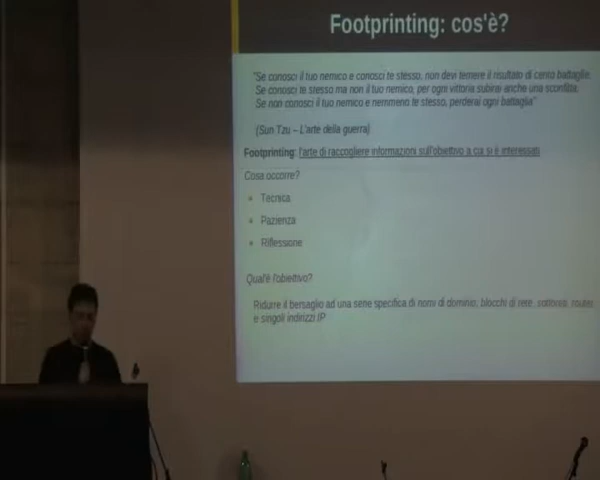 Footprinting: cos'è?
"Se conosci il tuo nemico e conosci te stesso, non devi temere il risultato di cento battaglie.
Se conosci te stesso ma non il tuo nemico, per ogni vittoria subirai anche una sconfitta.
Se non conosci il tuo nemico e nemmeno te stesso, perderai ogni battaglia"
(Sun Tzu – L'arte della guerra)
Footprinting: l'arte di raccogliere informazioni sull'obiettivo a cui si è interessati
Cosa occorre?
Tecnica
Pazienza
Riflessione
Qual'è l'obiettivo?
Ridurre il bersaglio ad una serie specifica di nomi di dominio, blocchi di rete, sottoreti, router
e singoli indirizzi IP